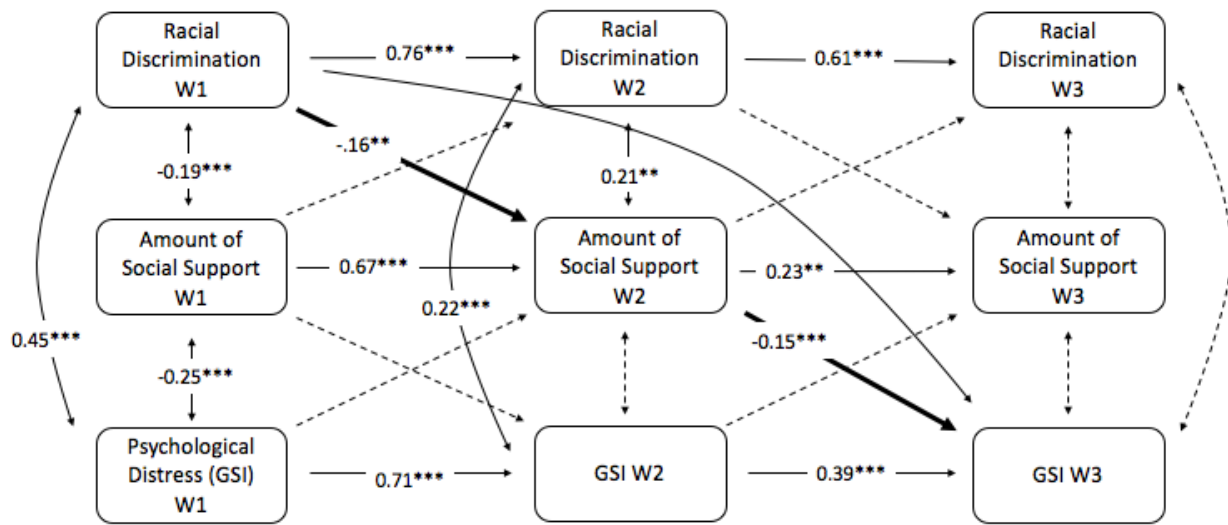 Racial
Discrimination
W1
0.76***
Racial
Discrimination
W2
0.61***
Racial
Discrimination
W3
-0.19***
-.16**
0.21**
Amount of
Social Support
W1
0.67***
Amount of
Social Support
W2
0.23**
Amount of
Social Support
W3
0.45***
-0.25***
0.22***
-0.15***
Psychological
Distress (GSI)
W1
0.71***
GSI W2
0.39***
GSI W3